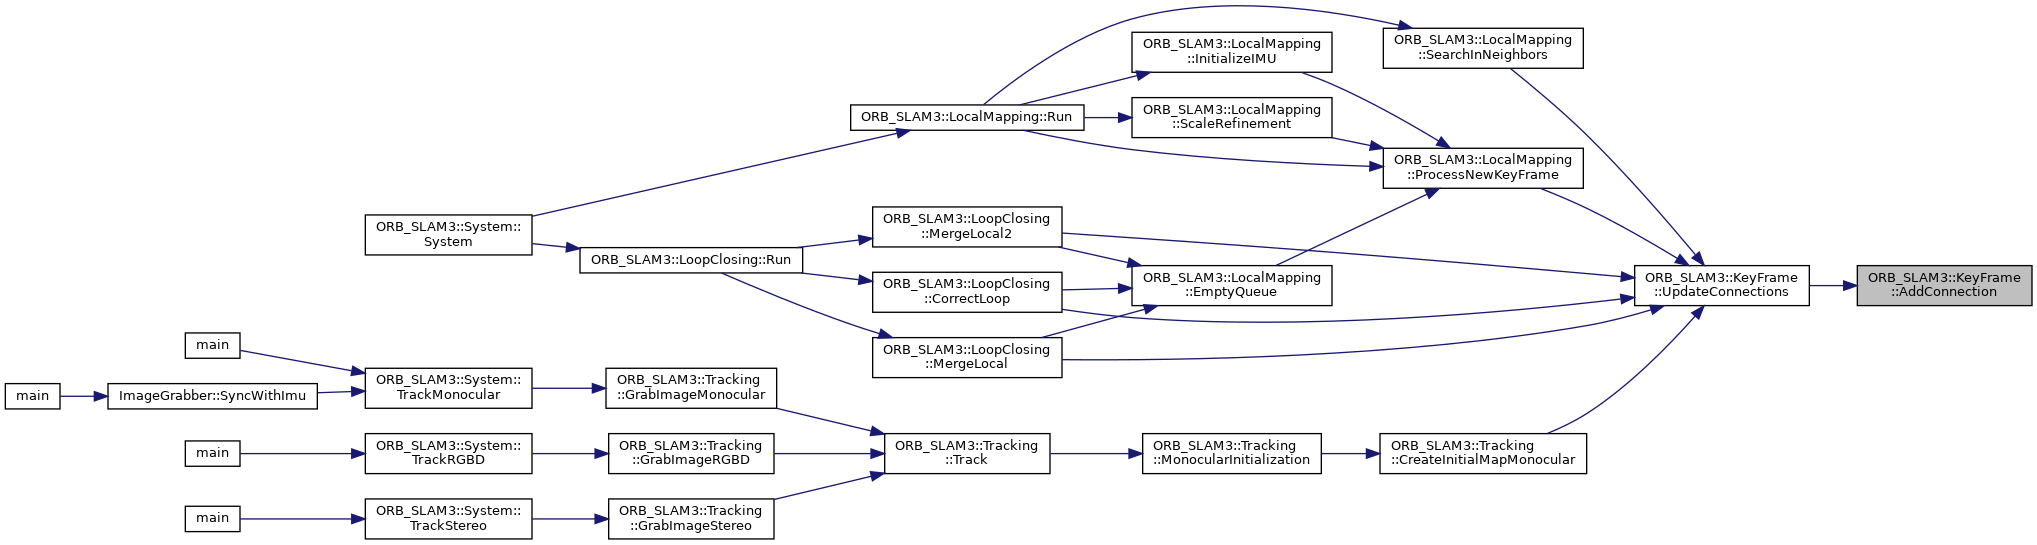 ORB_SLAM3::LocalMapping
::SearchInNeighbors
ORB_SLAM3::LocalMapping
::InitializeIMU
ORB_SLAM3::LocalMapping::Run
ORB_SLAM3::LocalMapping
::ScaleRefinement
ORB_SLAM3::LocalMapping
::ProcessNewKeyFrame
ORB_SLAM3::System::
System
ORB_SLAM3::LoopClosing::Run
ORB_SLAM3::LoopClosing
::MergeLocal2
ORB_SLAM3::LoopClosing
::CorrectLoop
ORB_SLAM3::LocalMapping
::EmptyQueue
ORB_SLAM3::KeyFrame
::UpdateConnections
ORB_SLAM3::KeyFrame
::AddConnection
ORB_SLAM3::LoopClosing
::MergeLocal
main
main
ImageGrabber::SyncWithImu
ORB_SLAM3::System::
TrackMonocular
ORB_SLAM3::Tracking
::GrabImageMonocular
main
ORB_SLAM3::System::
TrackRGBD
ORB_SLAM3::Tracking
::GrabImageRGBD
ORB_SLAM3::Tracking
::Track
ORB_SLAM3::Tracking
::MonocularInitialization
ORB_SLAM3::Tracking
::CreateInitialMapMonocular
main
ORB_SLAM3::System::
TrackStereo
ORB_SLAM3::Tracking
::GrabImageStereo